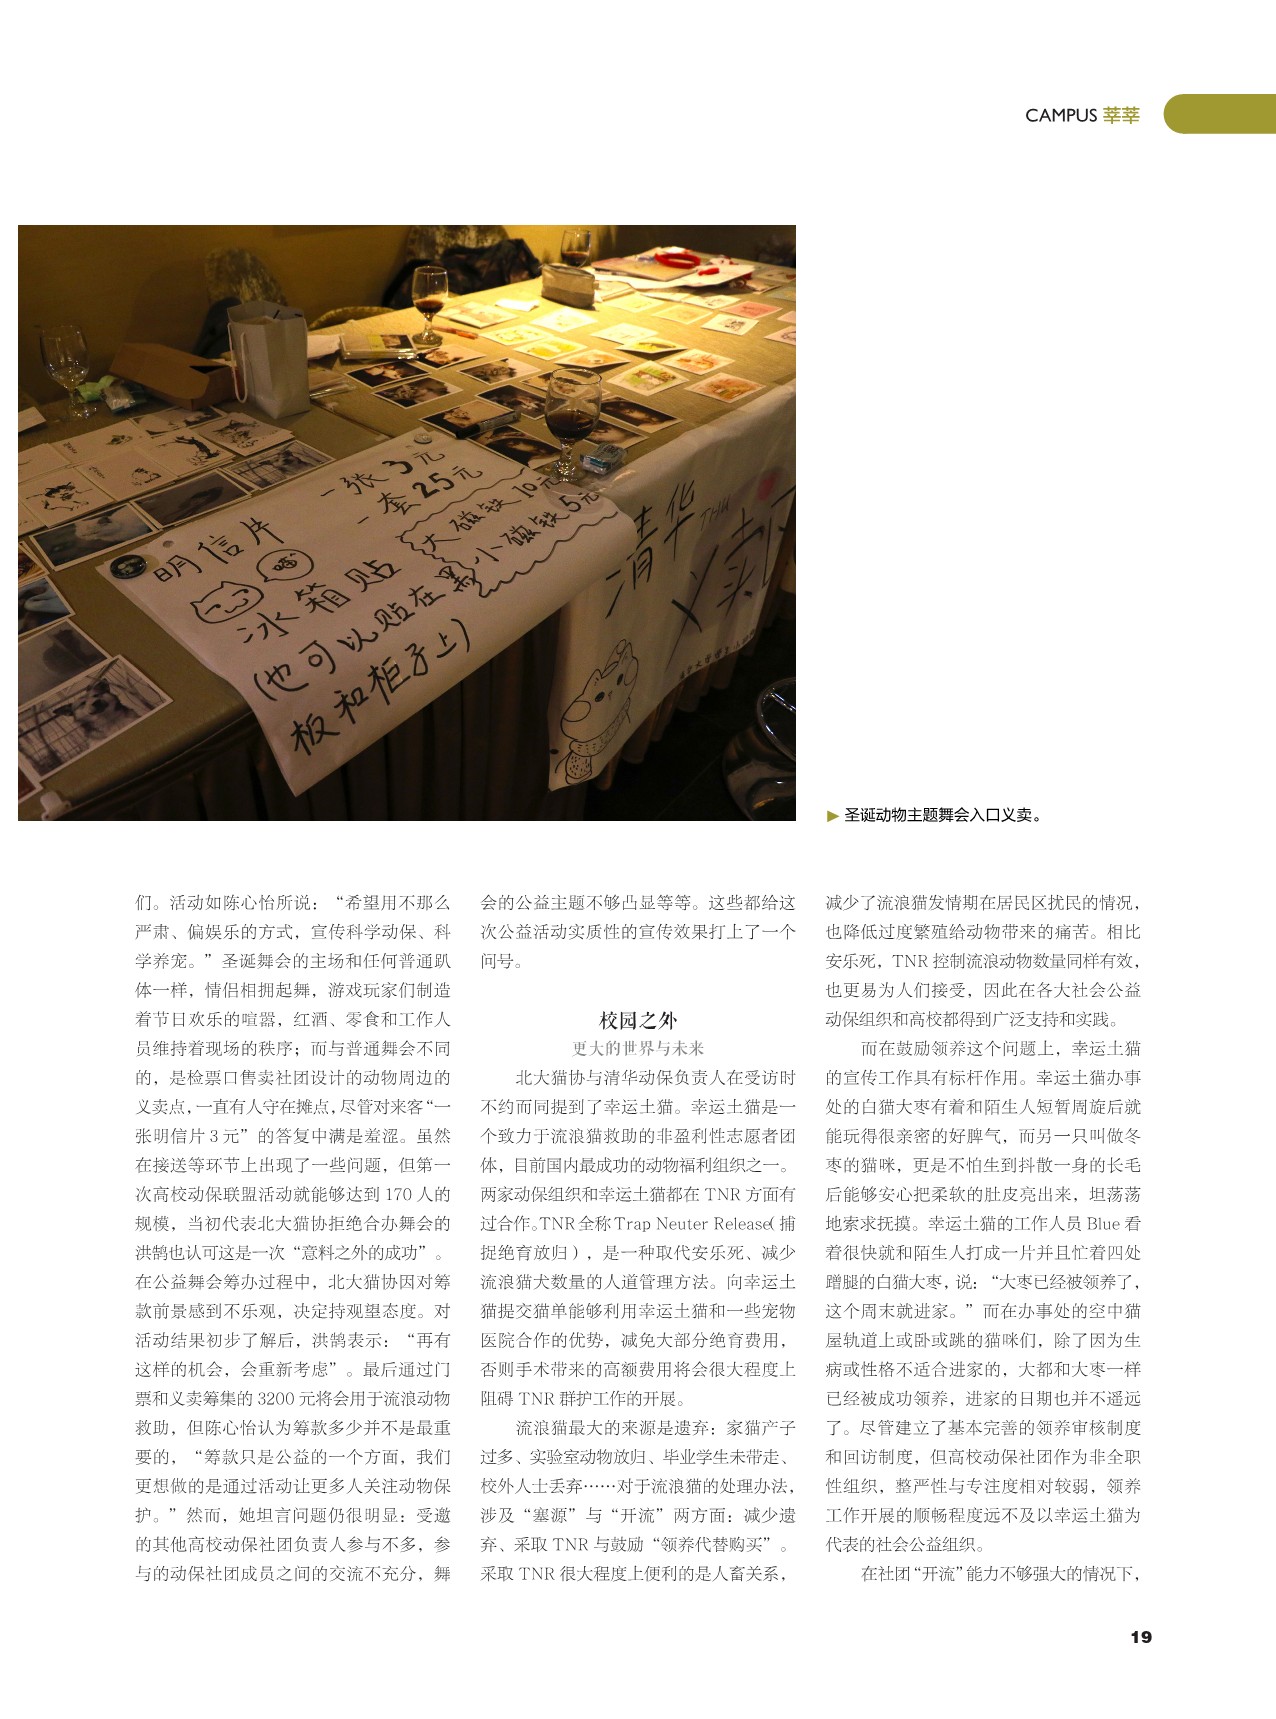 CAMPUS 莘莘
一张3元
一套25元
明信片
大磁铁 10元
小磁铁 5元
冰箱贴
(也可以贴在黑
板和柜子上)
清华
THU
义卖
▶ 圣诞动物主题舞会入口义卖。
们。活动如陈心怡所说：“希望用不那么
严肃、偏娱乐的方式，宣传科学动保、科
学养宠。”圣诞舞会的主场和任何普通趴
体一样，情侣相拥起舞，游戏玩家们制造
着节日欢乐的喧嚣，红酒、零食和工作人
员维持着现场的秩序；而与普通舞会不同
的，是检票口售卖社团设计的动物周边的
义卖点，一直有人守在摊点，尽管对来客“一
张明信片 3 元”的答复中满是羞涩。虽然
在接送等环节上出现了一些问题，但第一
次高校动保联盟活动就能够达到 170 人的
规模，当初代表北大猫协拒绝合办舞会的
洪鹄也认可这是一次“意料之外的成功”。
在公益舞会筹办过程中，北大猫协因对筹
款前景感到不乐观，决定持观望态度。对
活动结果初步了解后，洪鹄表示：“再有
这样的机会，会重新考虑”。最后通过门
票和义卖筹集的 3200 元将会用于流浪动物
救助，但陈心怡认为筹款多少并不是最重
要的，“筹款只是公益的一个方面，我们
更想做的是通过活动让更多人关注动物保
护。”然而，她坦言问题仍很明显：受邀
的其他高校动保社团负责人参与不多，参
与的动保社团成员之间的交流不充分，舞
会的公益主题不够凸显等等。这些都给这
次公益活动实质性的宣传效果打上了一个
问号。
校园之外
更大的世界与未来
北大猫协与清华动保负责人在受访时
不约而同提到了幸运土猫。幸运土猫是一
个致力于流浪猫救助的非盈利性志愿者团
体，目前国内最成功的动物福利组织之一。
两家动保组织和幸运土猫都在 TNR 方面有
过合作。TNR 全称 Trap Neuter Release（捕
捉绝育放归），是一种取代安乐死、减少
流浪猫犬数量的人道管理方法。向幸运土
猫提交猫单能够利用幸运土猫和一些宠物
医院合作的优势，减免大部分绝育费用，
否则手术带来的高额费用将会很大程度上
阻碍 TNR 群护工作的开展。
流浪猫最大的来源是遗弃：家猫产子
过多、实验室动物放归、毕业学生未带走、
校外人士丢弃……对于流浪猫的处理办法，
涉及“塞源”与“开流”两方面：减少遗
弃、采取 TNR 与鼓励“领养代替购买”。
采取 TNR 很大程度上便利的是人畜关系，
减少了流浪猫发情期在居民区扰民的情况，
也降低过度繁殖给动物带来的痛苦。相比
安乐死，TNR 控制流浪动物数量同样有效，
也更易为人们接受，因此在各大社会公益
动保组织和高校都得到广泛支持和实践。
而在鼓励领养这个问题上，幸运土猫
的宣传工作具有标杆作用。幸运土猫办事
处的白猫大枣有着和陌生人短暂周旋后就
能玩得很亲密的好脾气，而另一只叫做冬
枣的猫咪，更是不怕生到抖散一身的长毛
后能够安心把柔软的肚皮亮出来，坦荡荡
地索求抚摸。幸运土猫的工作人员 Blue 看
着很快就和陌生人打成一片并且忙着四处
蹭腿的白猫大枣，说：“大枣已经被领养了，
这个周末就进家。”而在办事处的空中猫
屋轨道上或卧或跳的猫咪们，除了因为生
病或性格不适合进家的，大都和大枣一样
已经被成功领养，进家的日期也并不遥远
了。尽管建立了基本完善的领养审核制度
和回访制度，但高校动保社团作为非全职
性组织，整严性与专注度相对较弱，领养
工作开展的顺畅程度远不及以幸运土猫为
代表的社会公益组织。
在社团“开流”能力不够强大的情况下，
19